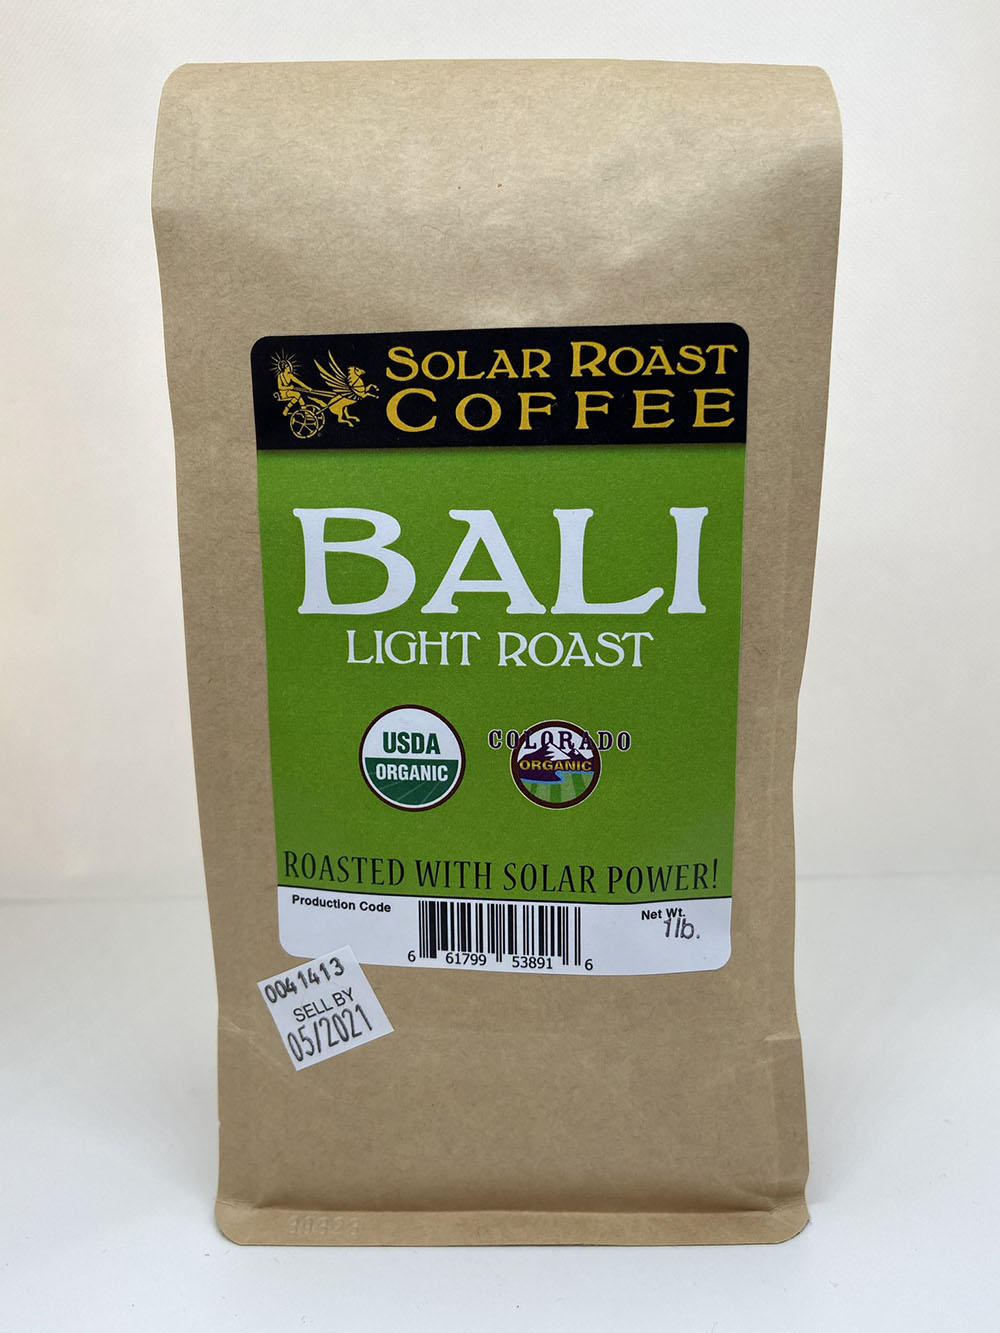 SOLAR ROAST
COFFEE
BALI
LIGHT ROAST
USDA
ORGANIC
COLORADO
ORGANIC
ROASTED WITH SOLAR POWER!
Production Code
Net Wt.
1lb.
6 61799 53891 6
0041413
SELL BY
05/2021